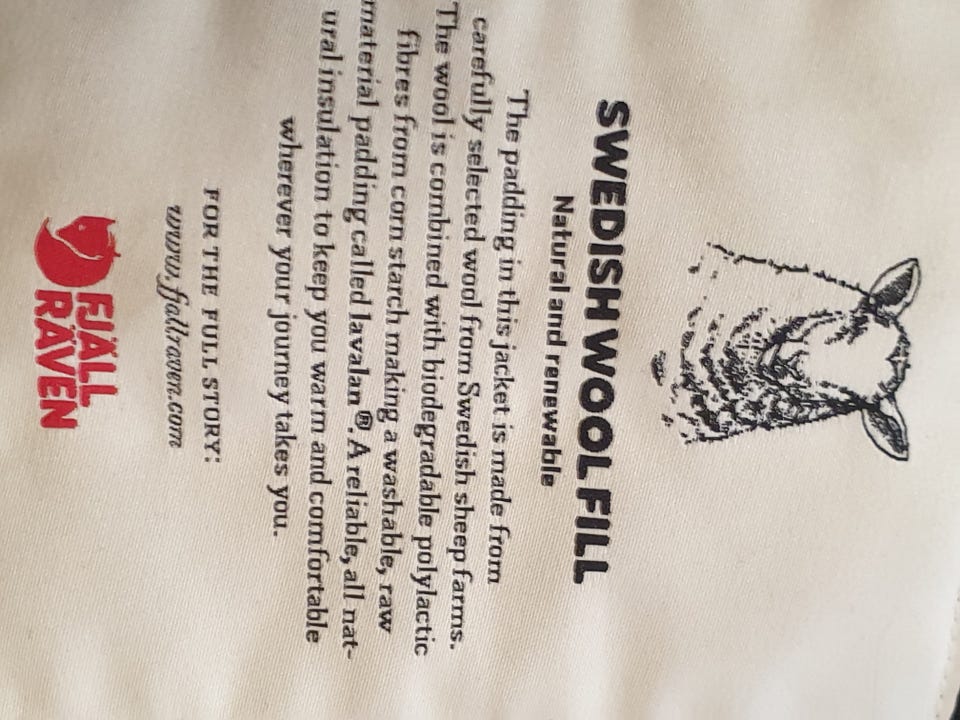 SWEDISH WOOL FILL
Natural and renewable
The padding in this jacket is made from
carefully selected wool from Swedish sheep farms.
The wool is combined with biodegradable polylactic
fibres from corn starch making a washable, raw
material padding called lavalan®. A reliable, all nat-
ural insulation to keep you warm and comfortable
wherever your journey takes you.
FOR THE FULL STORY:
www.fjallraven.com
FJÄLL
RÄVEN